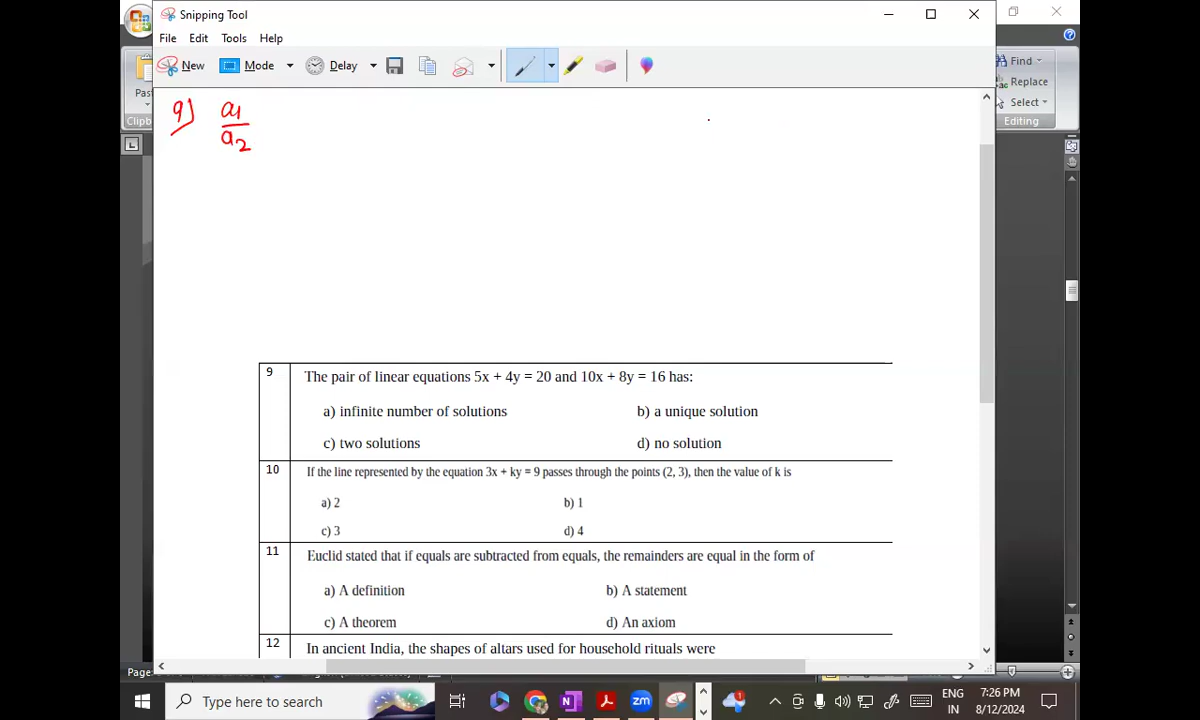 Snipping Tool
File Edit Tools Help
New Mode Delay
Past
Clipb
Find
Replace
Select
Editing
9) a1
a2
9 The pair of linear equations 5x + 4y = 20 and 10x + 8y = 16 has:
a) infinite number of solutions b) a unique solution
c) two solutions d) no solution
10 If the line represented by the equation 3x + ky = 9 passes through the points (2, 3), then the value of k is
a) 2 b) 1
c) 3 d) 4
11 Euclid stated that if equals are subtracted from equals, the remainders are equal in the form of
a) A definition b) A statement
c) A theorem d) An axiom
12 In ancient India, the shapes of altars used for household rituals were
Page:
Type here to search
ENG
IN
7:26 PM
8/12/2024